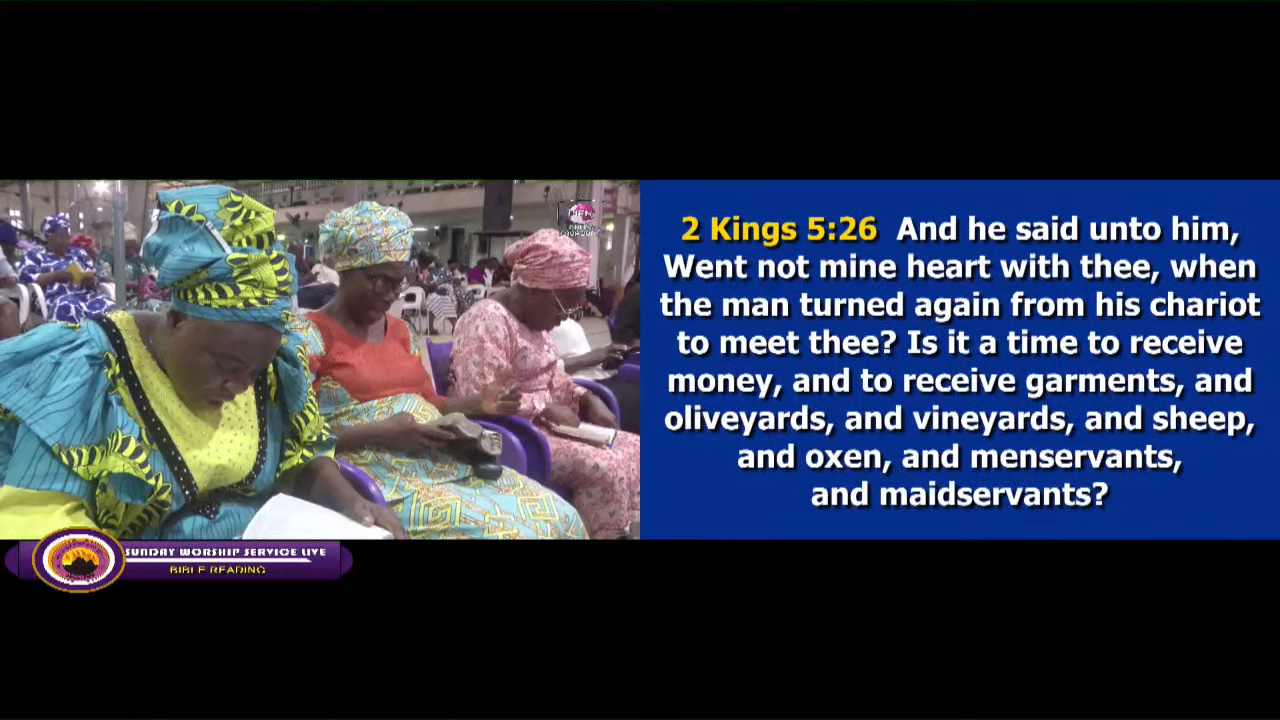 2 Kings 5:26 And he said unto him,
Went not mine heart with thee, when
the man turned again from his chariot
to meet thee? Is it a time to receive
money, and to receive garments, and
oliveyards, and vineyards, and sheep,
and oxen, and menservants,
and maidservants?
SUNDAY WORSHIP SERVICE LIVE
BIBLE READING